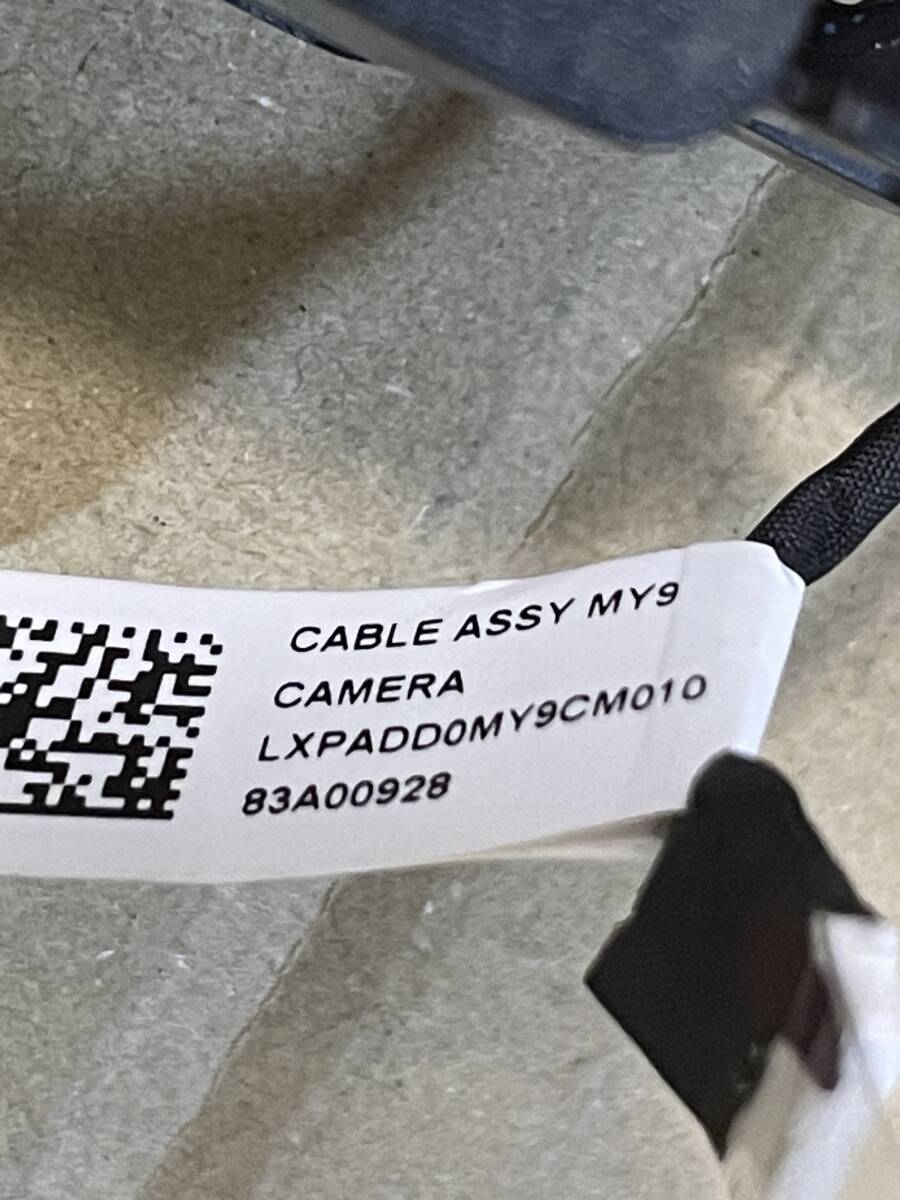 CABLE ASSY MY9
CAMERA
LXPADD0MY9CM010
83A00928